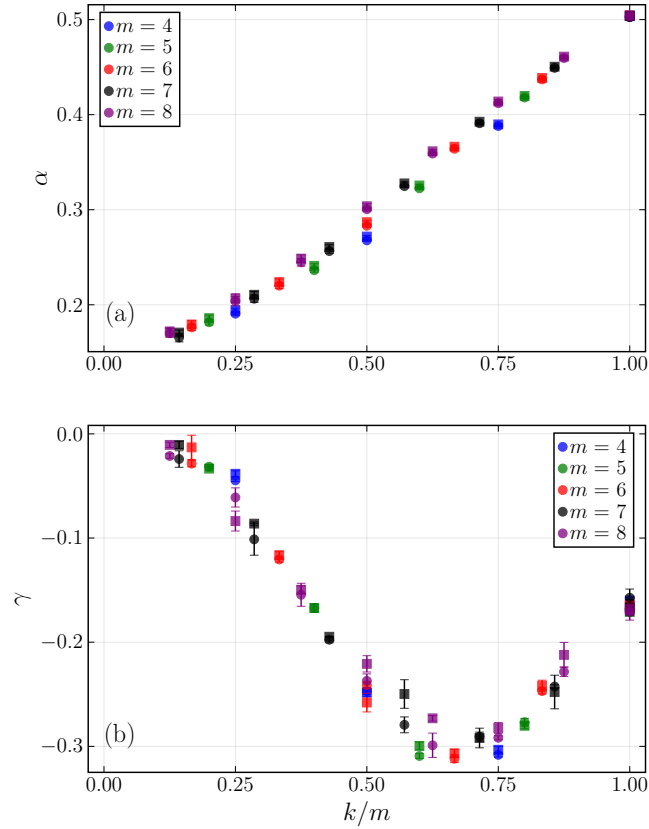 0.5
0.4
0.3
0.2
α
m = 4
m = 5
m = 6
m = 7
m = 8
(a)
0.00 0.25 0.50 0.75 1.00
0.0
−0.1
−0.2
−0.3
γ
m = 4
m = 5
m = 6
m = 7
m = 8
(b)
0.00 0.25 0.50 0.75 1.00
k/m